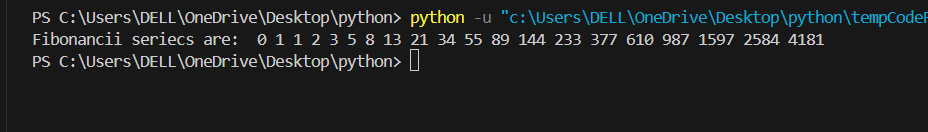 PS C:\Users\DELL\OneDrive\Desktop\python> python -u "c:\Users\DELL\OneDrive\Desktop\python\tempCode
Fibonancii seriecs are:  0 1 1 2 3 5 8 13 21 34 55 89 144 233 377 610 987 1597 2584 4181
PS C:\Users\DELL\OneDrive\Desktop\python>